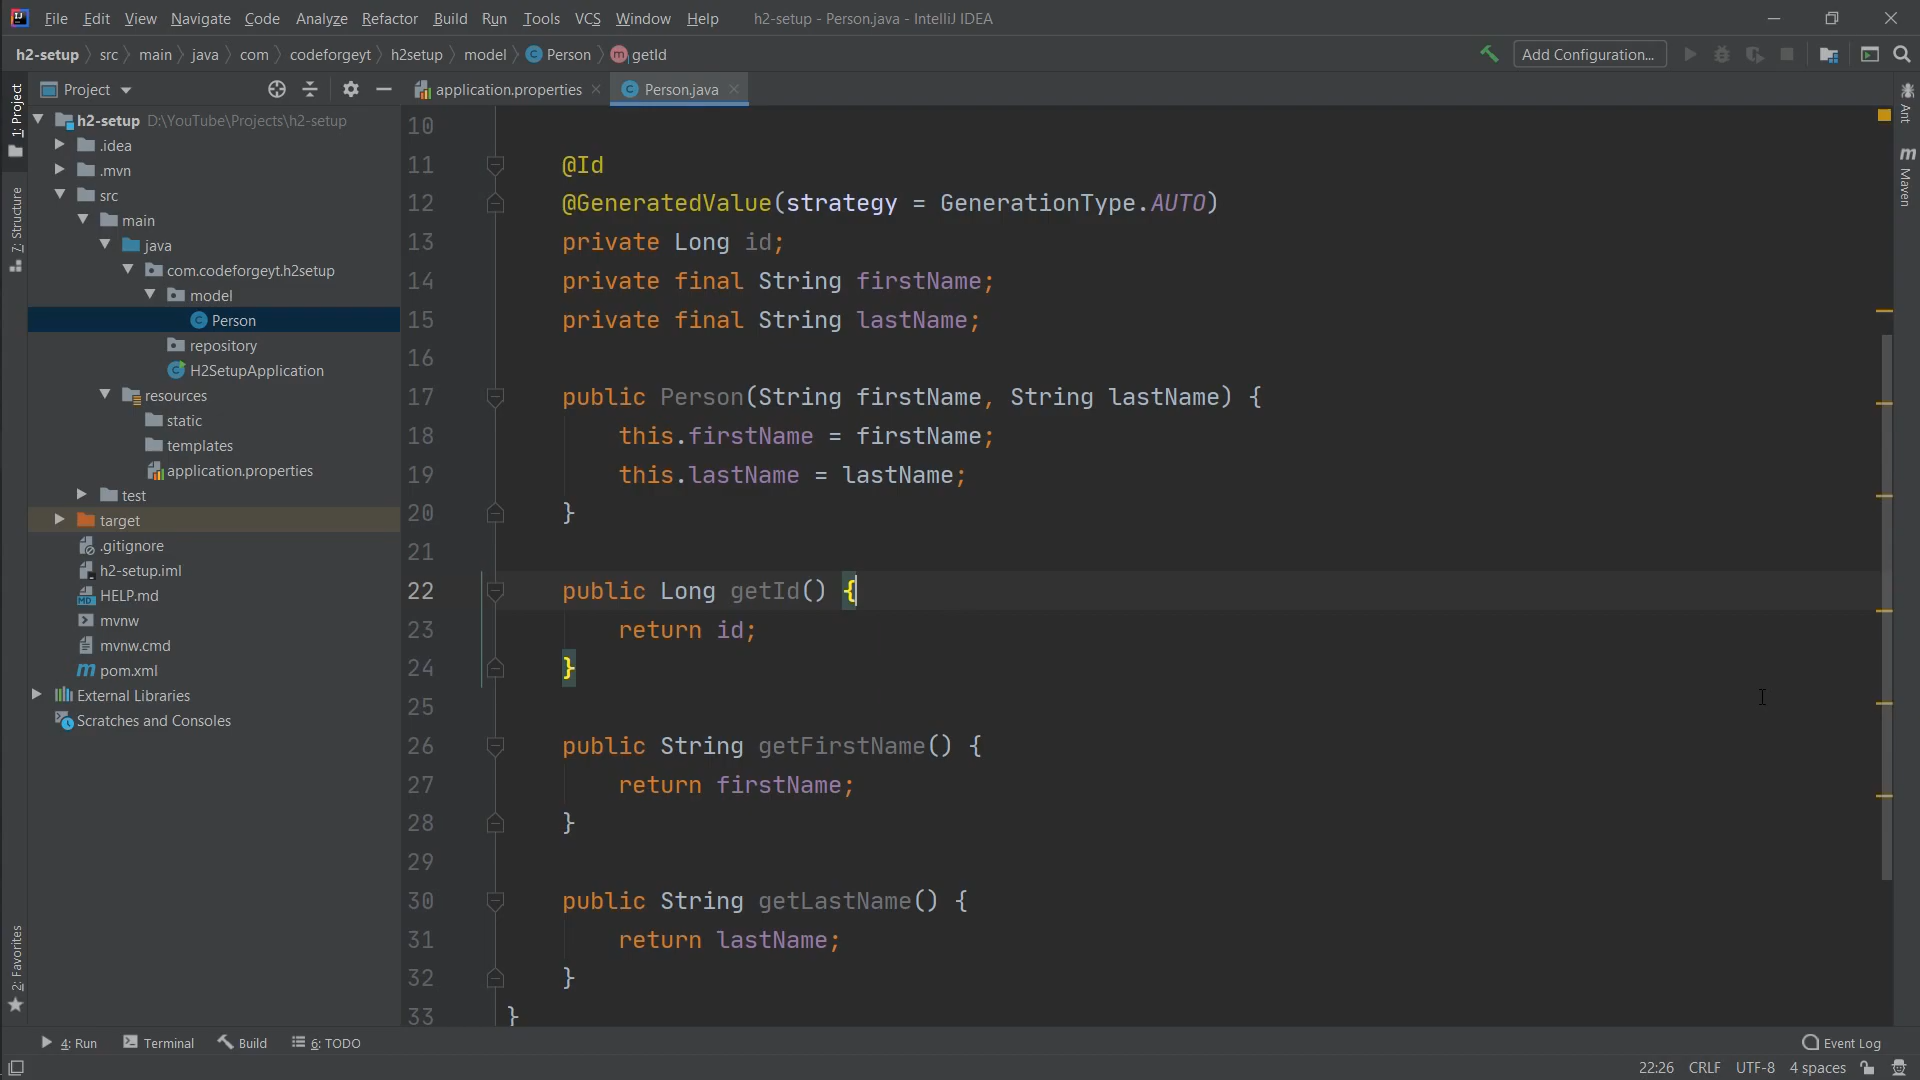 File Edit View Navigate Code Analyze Refactor Build Run Tools VCS Window Help h2-setup - Person.java - IntelliJ IDEA
h2-setup src main java com codeforgeyt h2setup model Person getId Add Configuration...
Project application.properties Person.java
1: Project
7: Structure
2: Favorites
h2-setup D:\YouTube\Projects\h2-setup
.idea
.mvn
src
main
java
com.codeforgeyt.h2setup
model
Person
repository
H2SetupApplication
resources
static
templates
application.properties
test
target
.gitignore
h2-setup.iml
HELP.md
mvnw
mvnw.cmd
pom.xml
External Libraries
Scratches and Consoles
10
11 @Id
12 @GeneratedValue(strategy = GenerationType.AUTO)
13 private Long id;
14 private final String firstName;
15 private final String lastName;
16
17 public Person(String firstName, String lastName) {
18 this.firstName = firstName;
19 this.lastName = lastName;
20 }
21
22 public Long getId() {
23 return id;
24 }
25
26 public String getFirstName() {
27 return firstName;
28 }
29
30 public String getLastName() {
31 return lastName;
32 }
33 }
Ant
Maven
4: Run Terminal Build 6: TODO Event Log
22:26 CRLF UTF-8 4 spaces